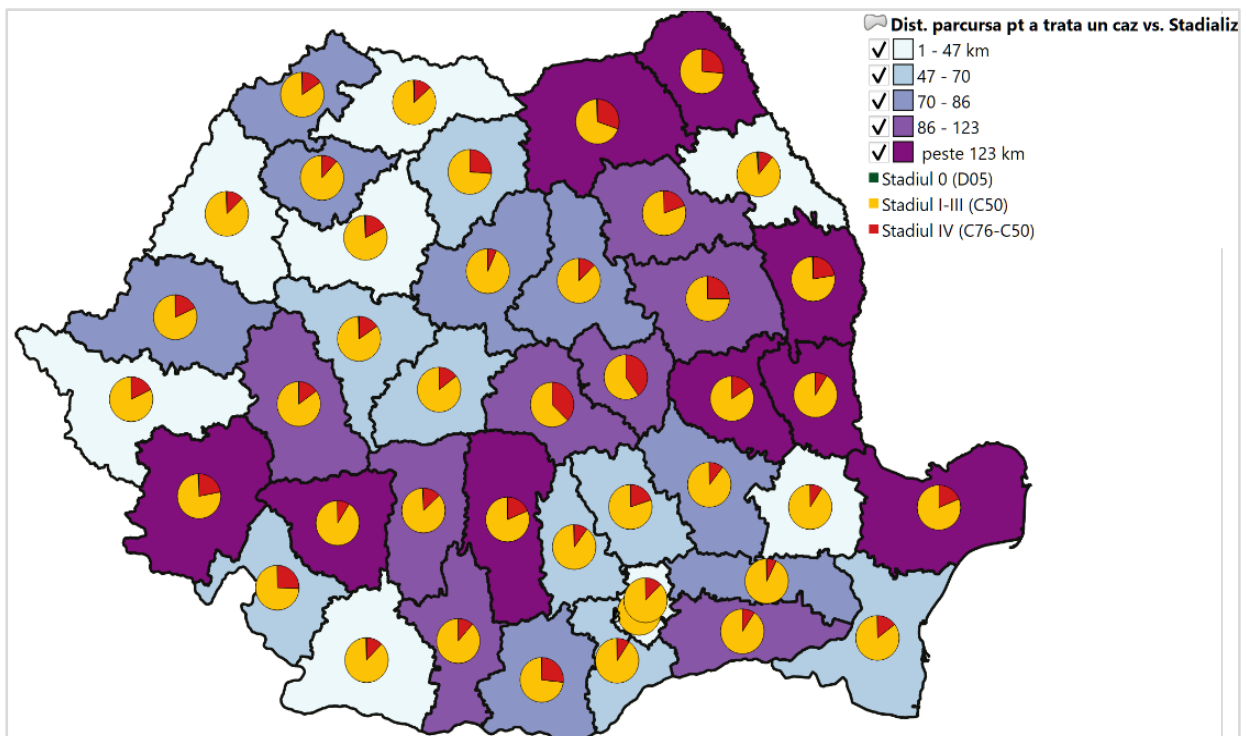 Dist. parcursa pt a trata un caz vs. Stadializ
1 - 47 km
47 - 70
70 - 86
86 - 123
peste 123 km
Stadiul 0 (D05)
Stadiul I-III (C50)
Stadiul IV (C76-C50)